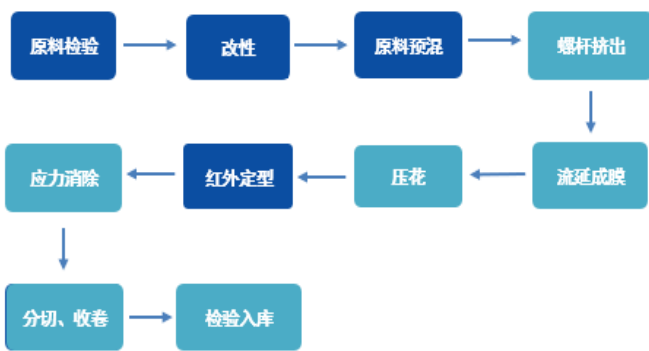 原料检验
改性
原料预混
螺杆挤出
流延成膜
压花
红外定型
应力消除
分切、收卷
检验入库